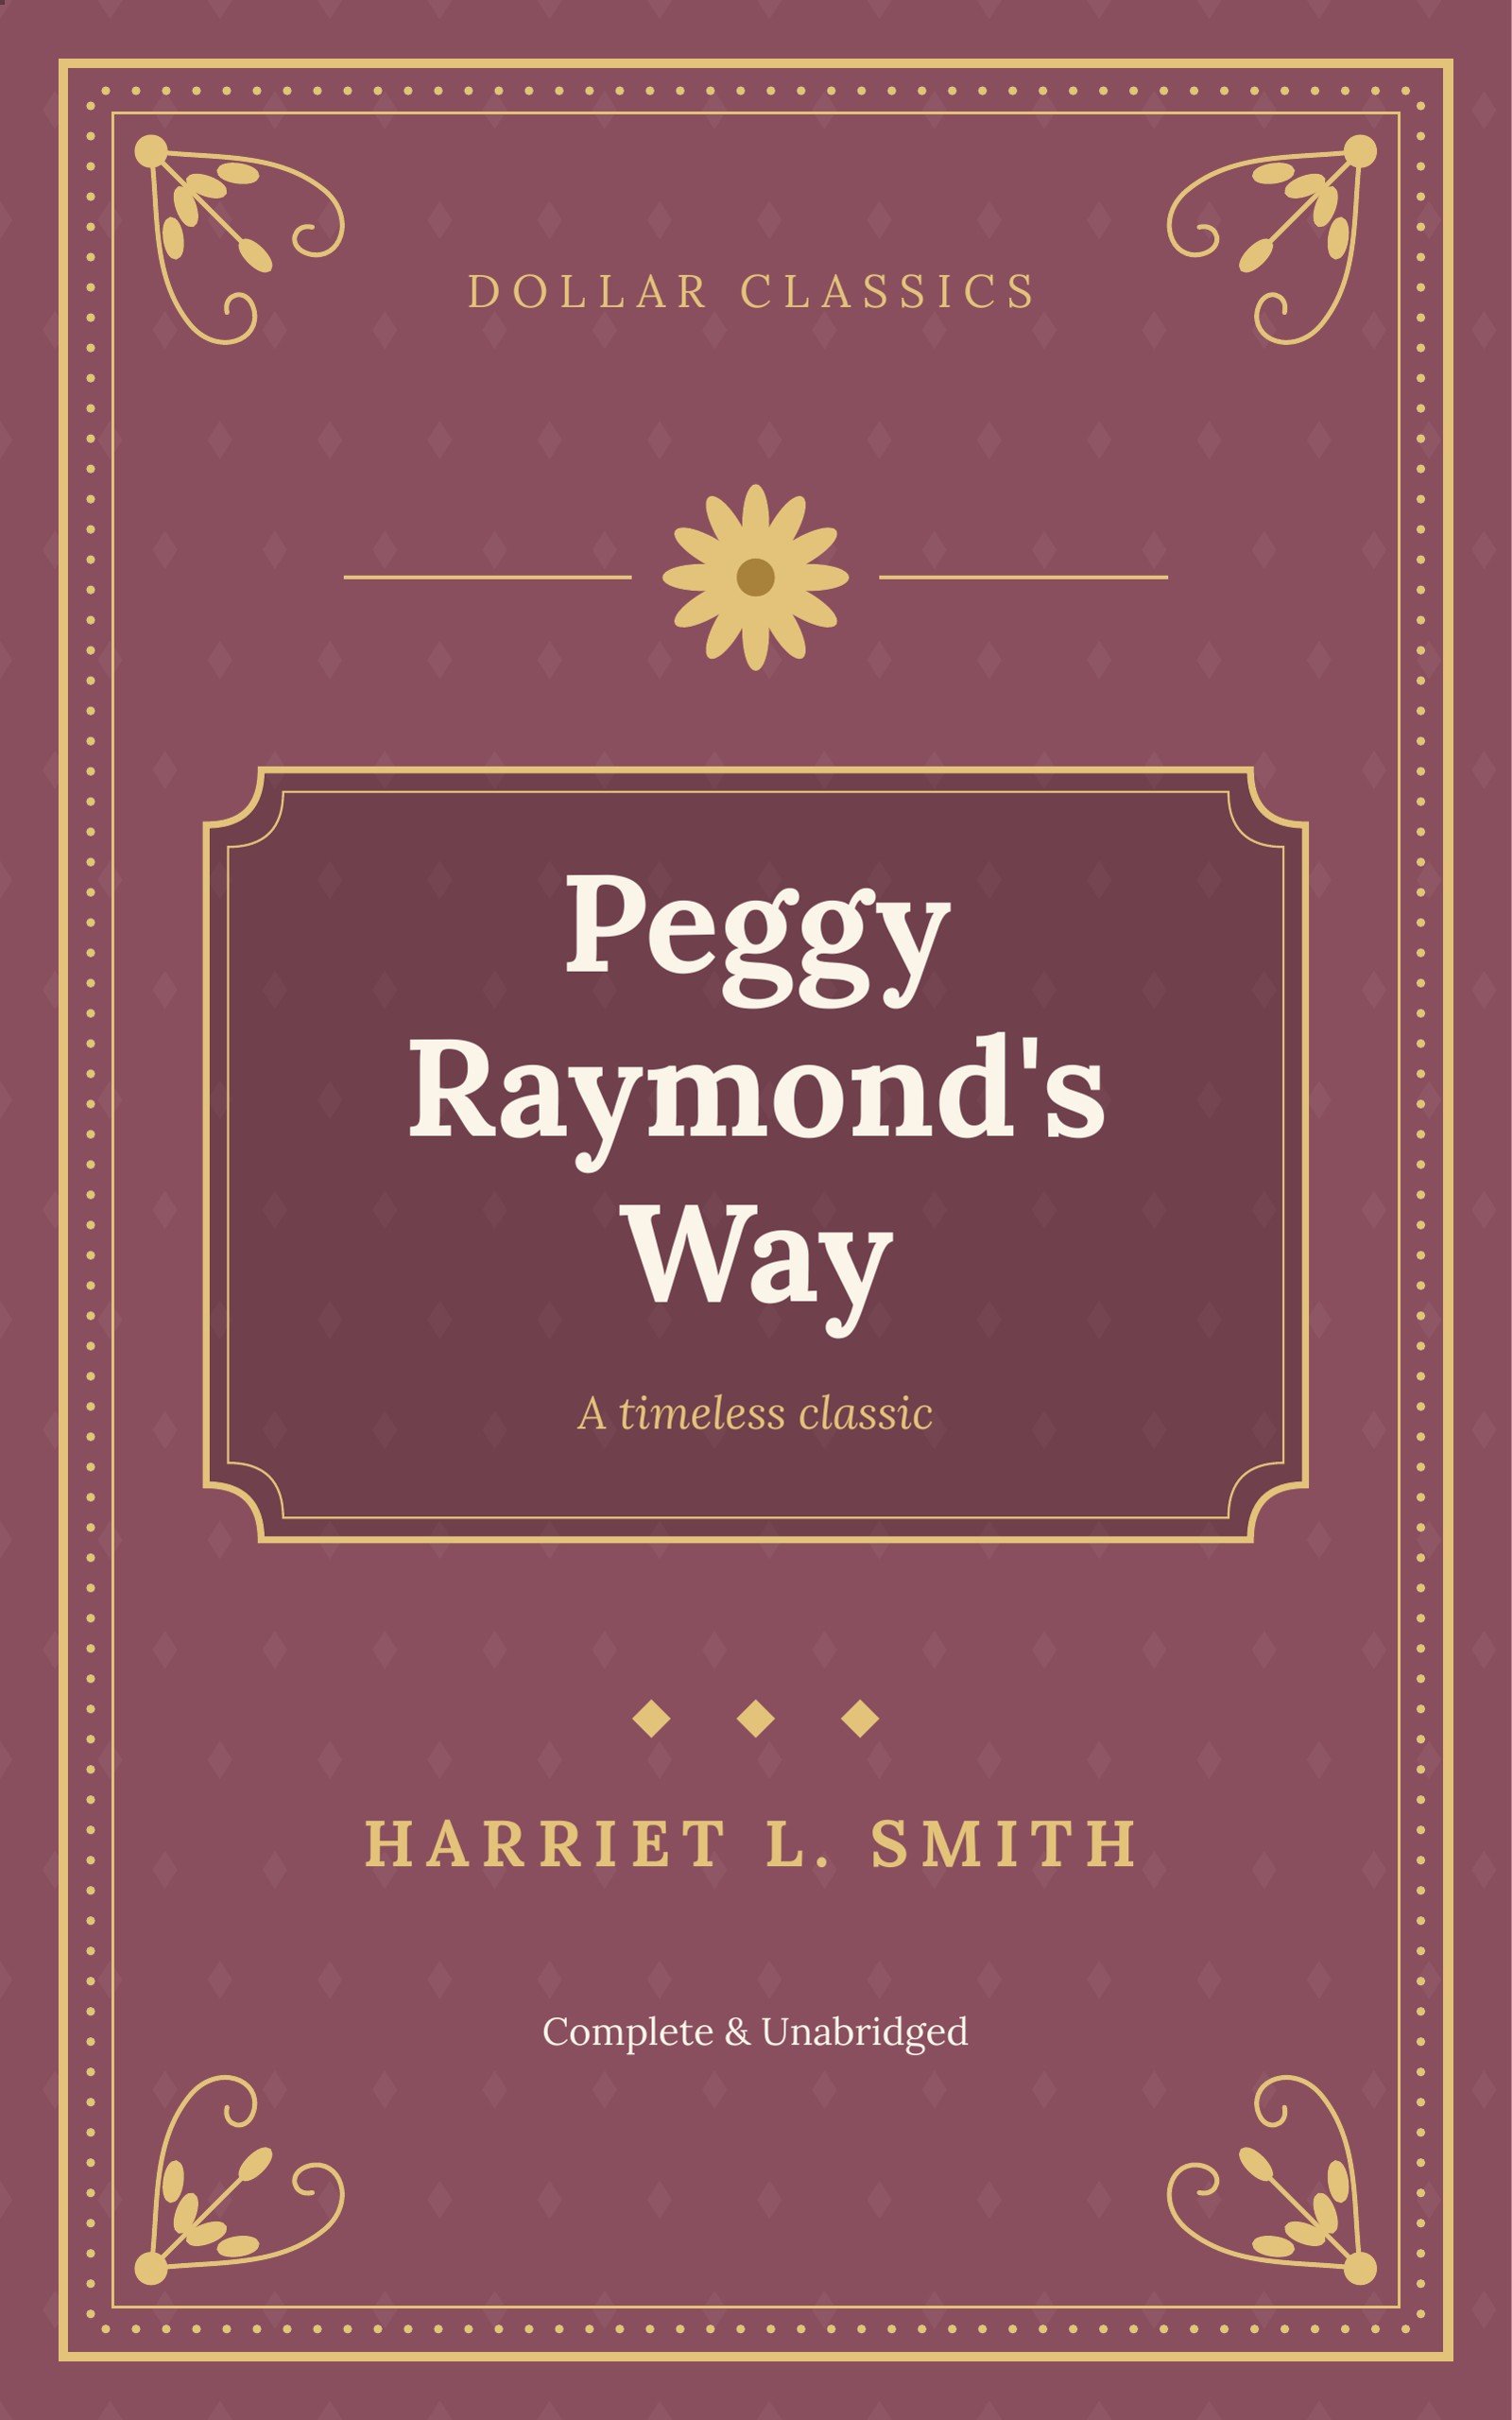 DOLLAR CLASSICS
Peggy
Raymond's
Way
A timeless classic
HARRIET L. SMITH
Complete & Unabridged